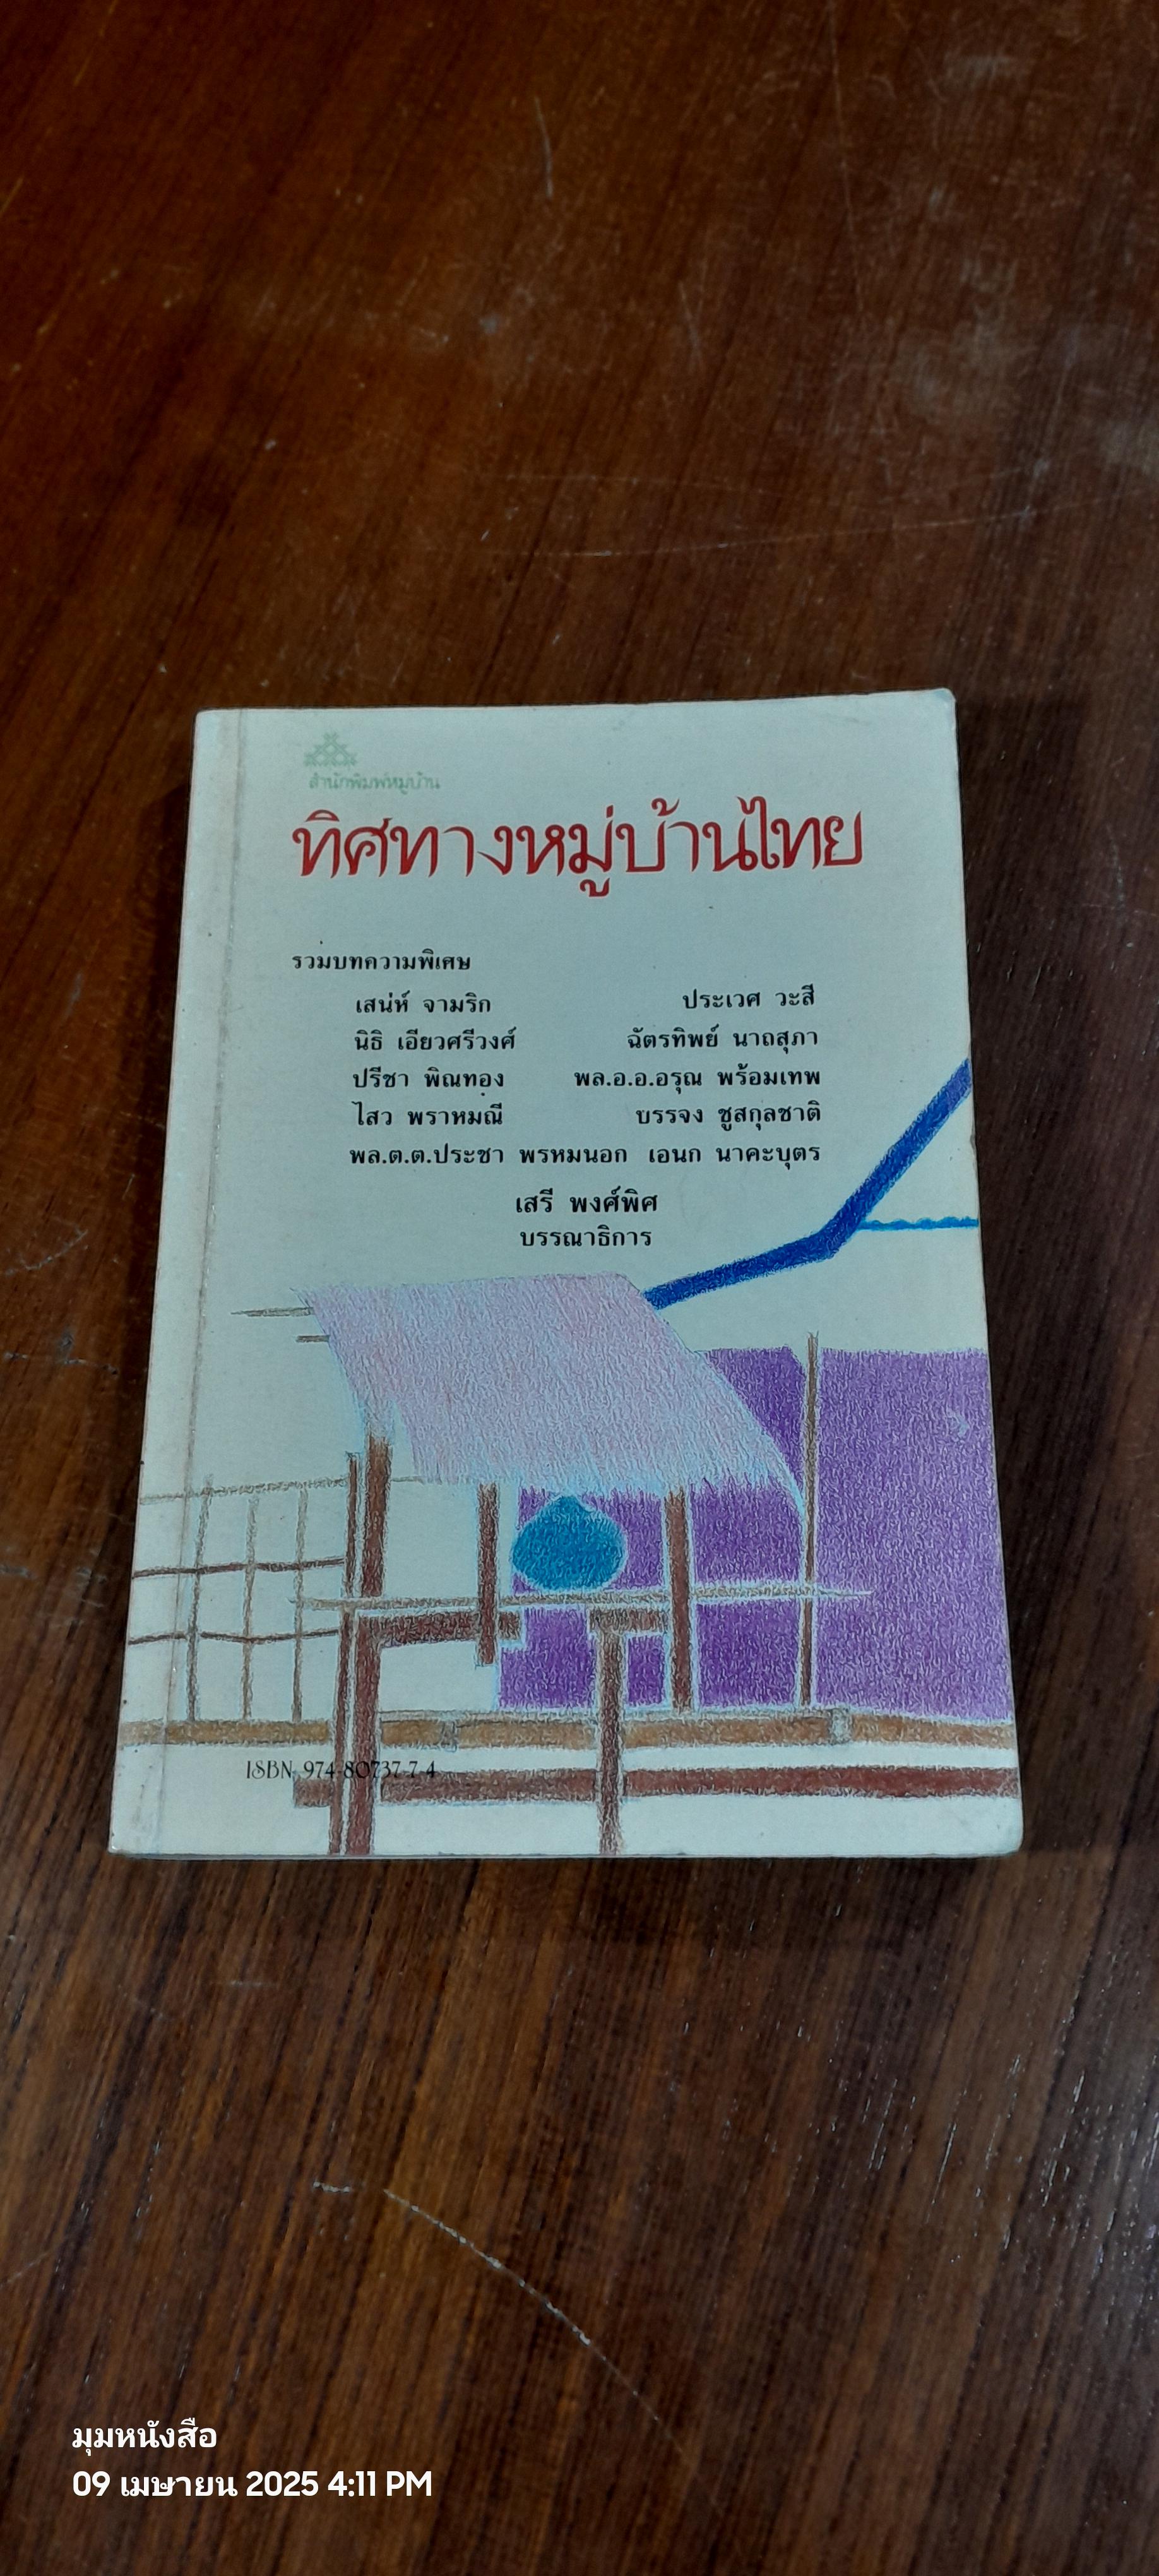 สำนักพิมพ์หมู่บ้าน
ทิศทางหมู่บ้านไทย
รวมบทความพิเศษ
เสน่ห์ จามริก ประเวศ วะสี
นิธิ เอียวศรีวงศ์ ฉัตรทิพย์ นาถสุภา
ปรีชา พิณทอง พล.อ.อ.อรุณ พร้อมเทพ
ไสว พราหมณี บรรจง ชูสกุลชาติ
พล.ต.ต.ประชา พรหมนอก เอนก นาคะบุตร
เสรี พงศ์พิศ
บรรณาธิการ
ISBN 974-80737-7-4
มุมหนังสือ
09 เมษายน 2025 4:11 PM